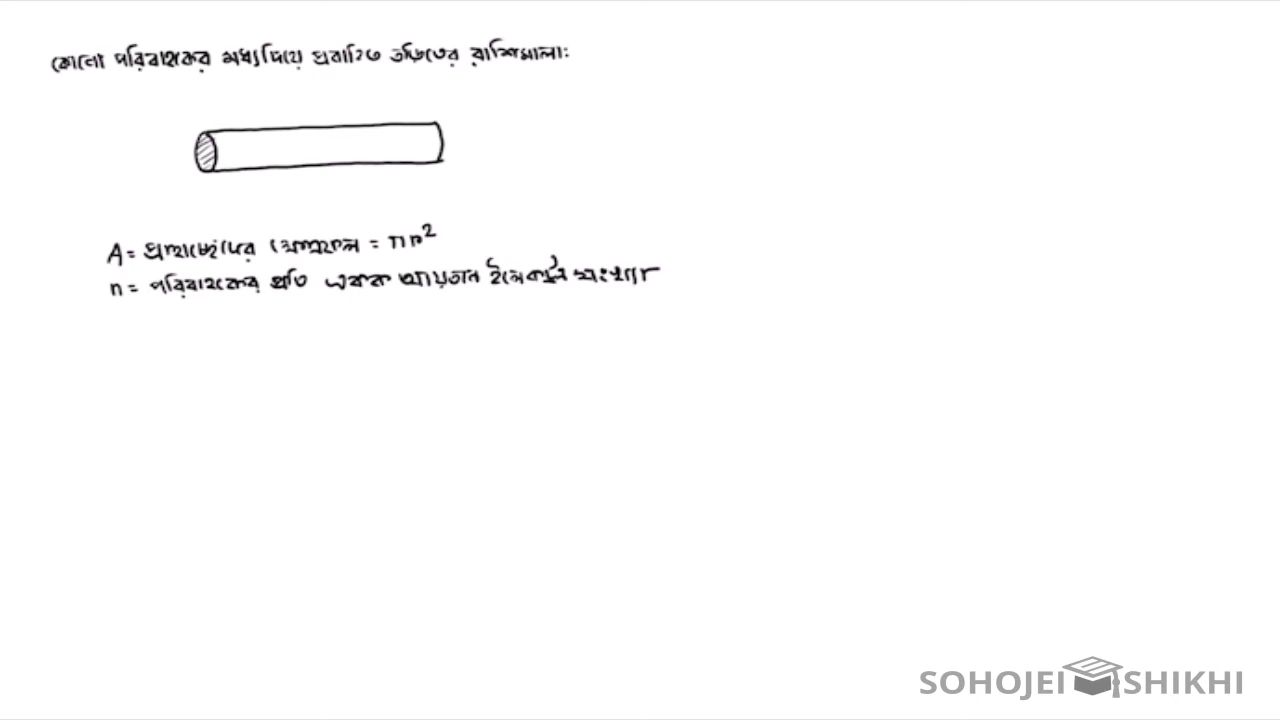 কোনো পরিবাহকের মধ্যদিয়ে প্রবাহিত তড়িতের রাশিমালাঃ
A = প্রস্থচ্ছেদের ক্ষেত্রফল = πr²
n = পরিবাহকের প্রতি একক আয়তনে ইলেকট্রন সংখ্যা
SOHOJEI SHIKHI